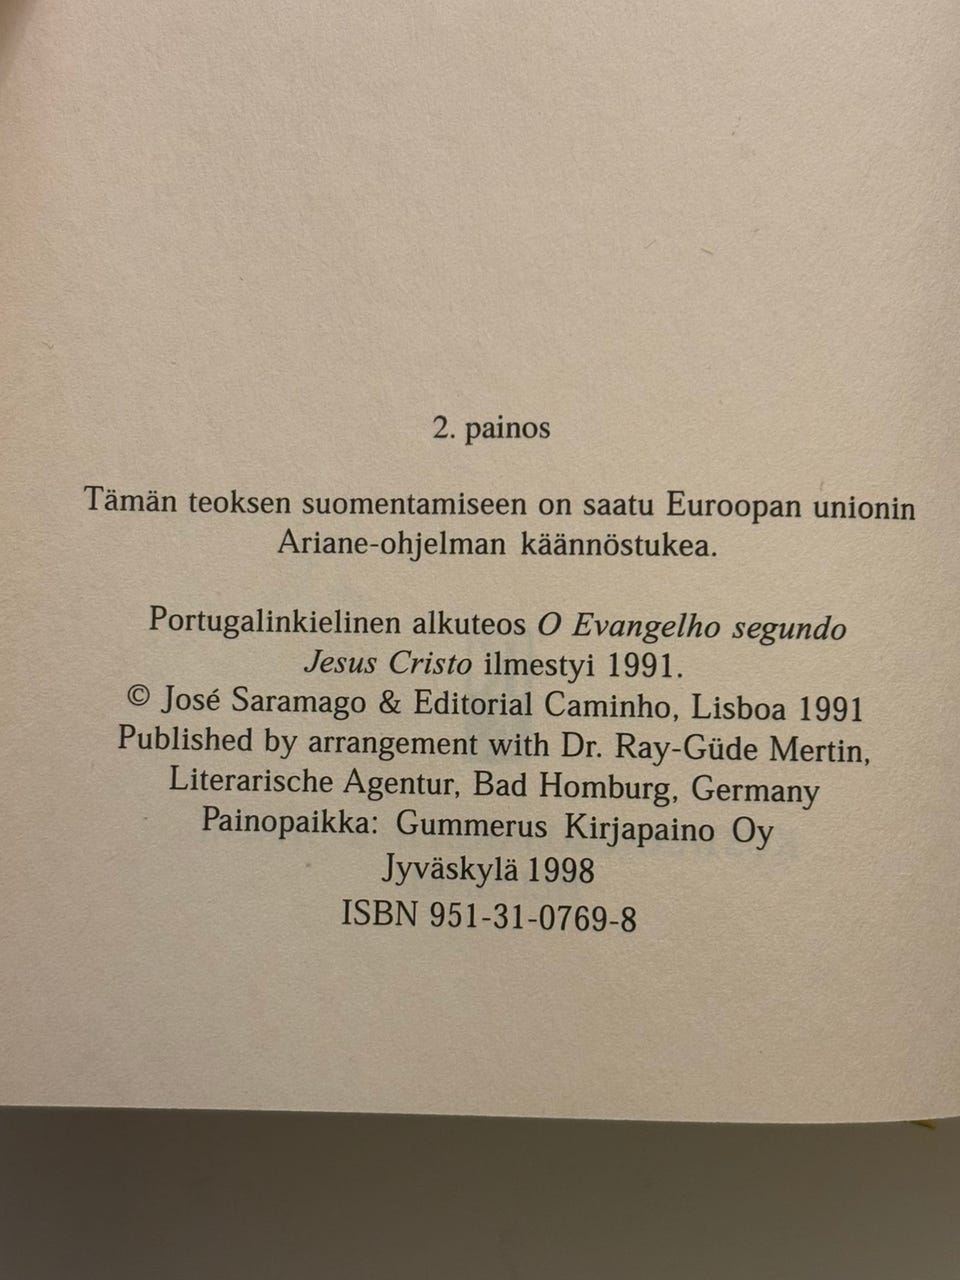 2. painos
Tämän teoksen suomentamiseen on saatu Euroopan unionin
Ariane-ohjelman käännöstukea.
Portugalinkielinen alkuteos O Evangelho segundo
Jesus Cristo ilmestyi 1991.
© José Saramago & Editorial Caminho, Lisboa 1991
Published by arrangement with Dr. Ray-Güde Mertin,
Literarische Agentur, Bad Homburg, Germany
Painopaikka: Gummerus Kirjapaino Oy
Jyväskylä 1998
ISBN 951-31-0769-8